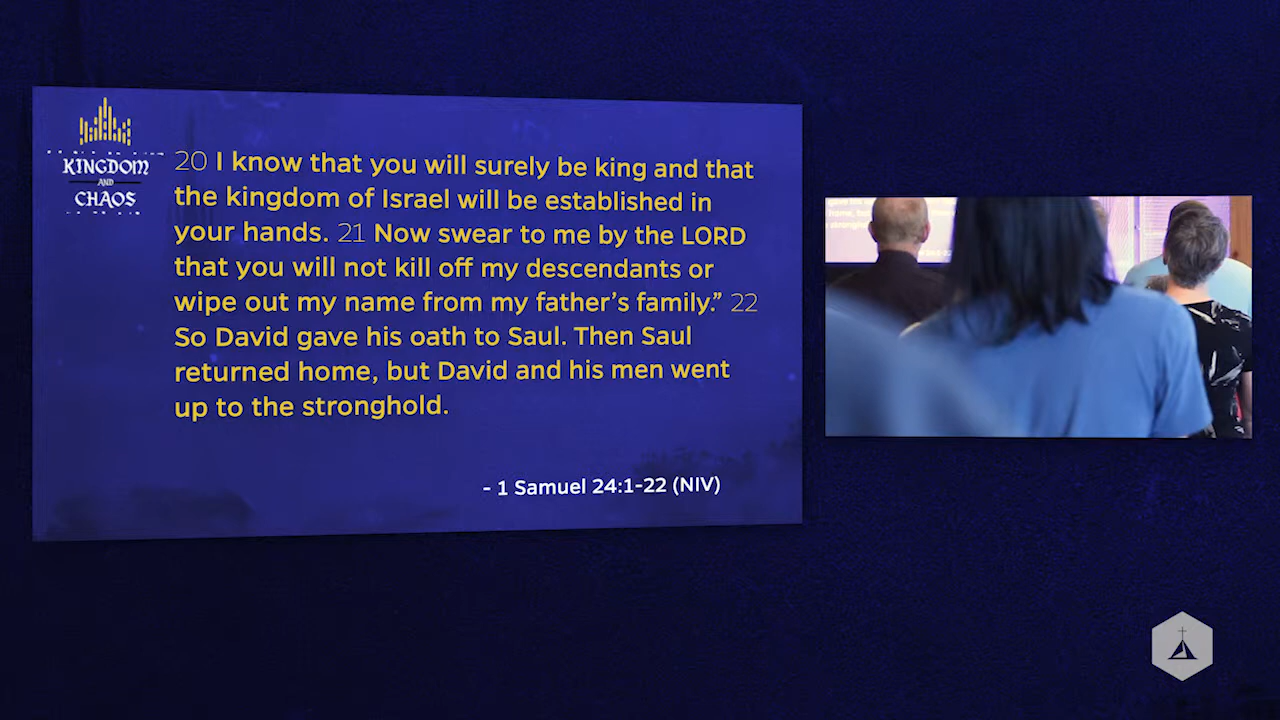 KINGDOM
AND
CHAOS
20 I know that you will surely be king and that
the kingdom of Israel will be established in
your hands. 21 Now swear to me by the LORD
that you will not kill off my descendants or
wipe out my name from my father’s family.” 22
So David gave his oath to Saul. Then Saul
returned home, but David and his men went
up to the stronghold.
- 1 Samuel 24:1-22 (NIV)